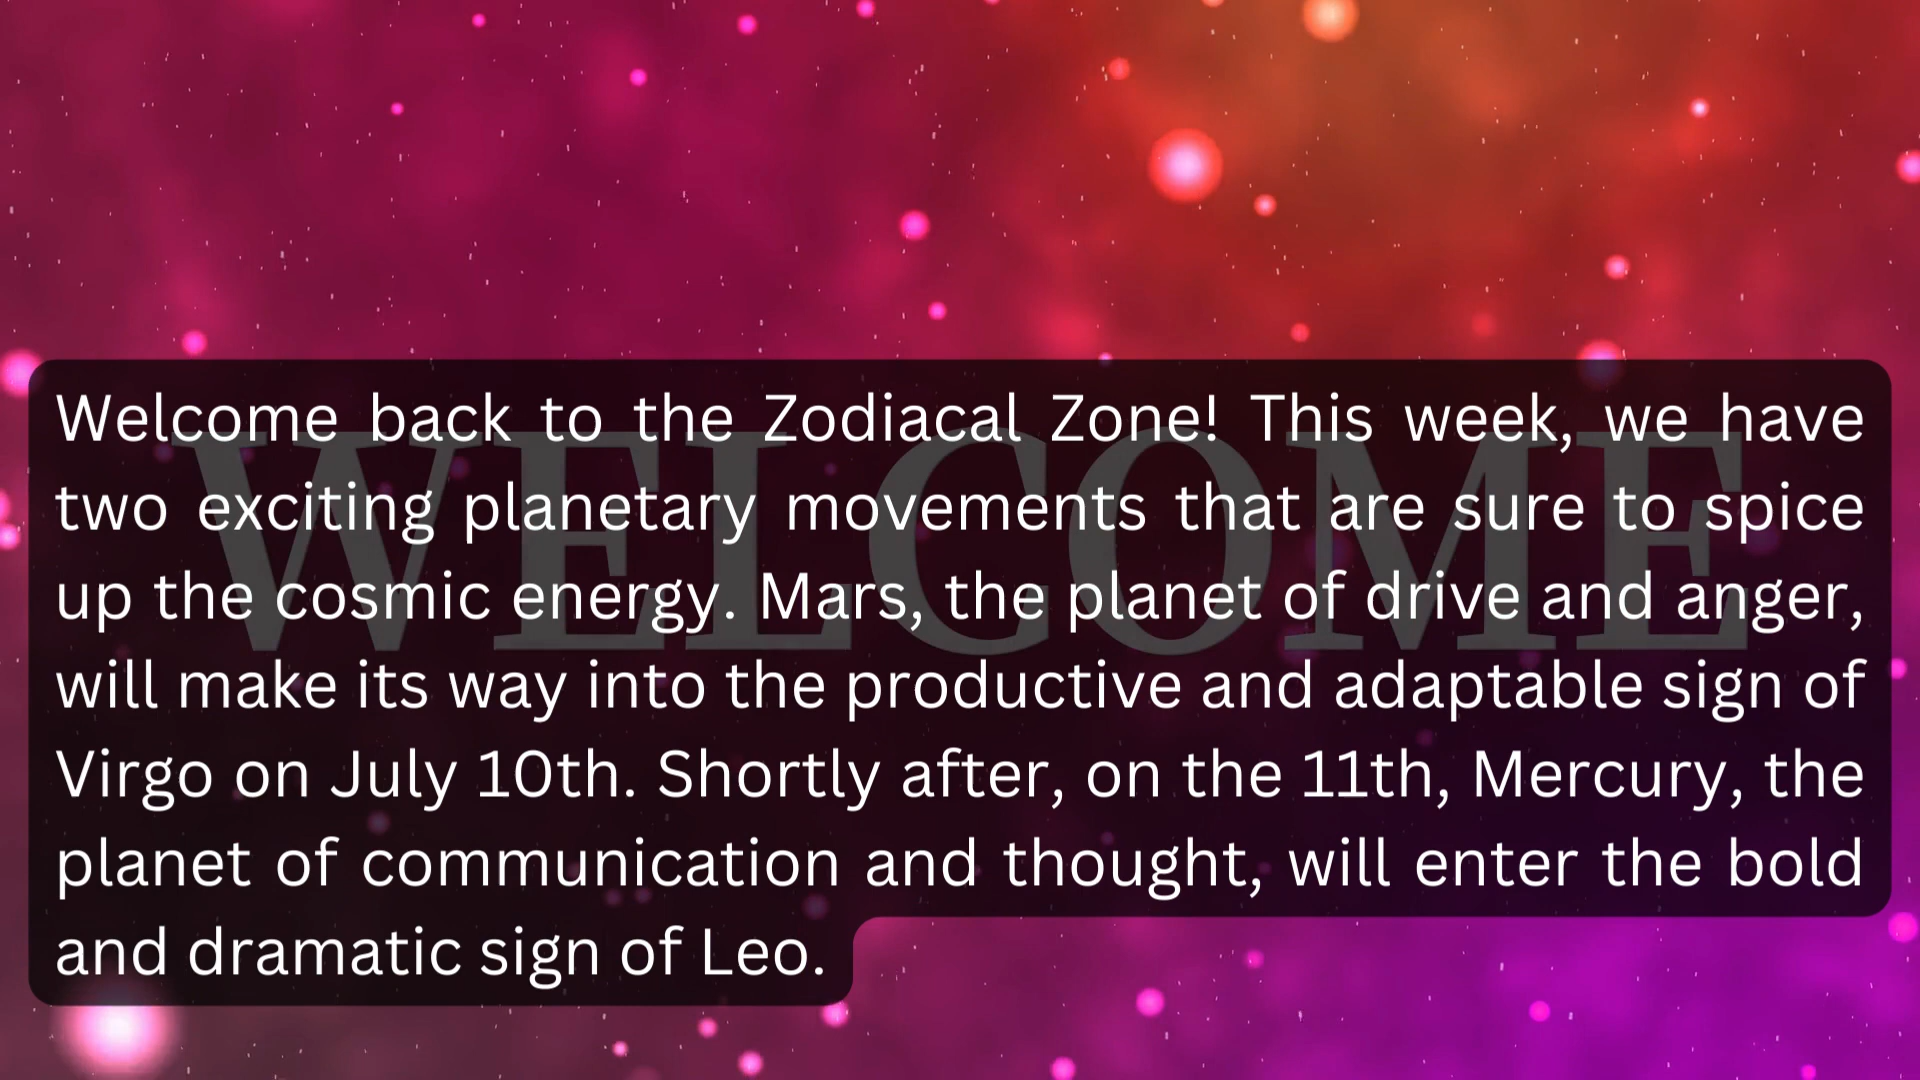 Welcome back to the Zodiacal Zone! This week, we have
two exciting planetary movements that are sure to spice
up the cosmic energy. Mars, the planet of drive and anger,
will make its way into the productive and adaptable sign of
Virgo on July 10th. Shortly after, on the 11th, Mercury, the
planet of communication and thought, will enter the bold
and dramatic sign of Leo.
WELCOME